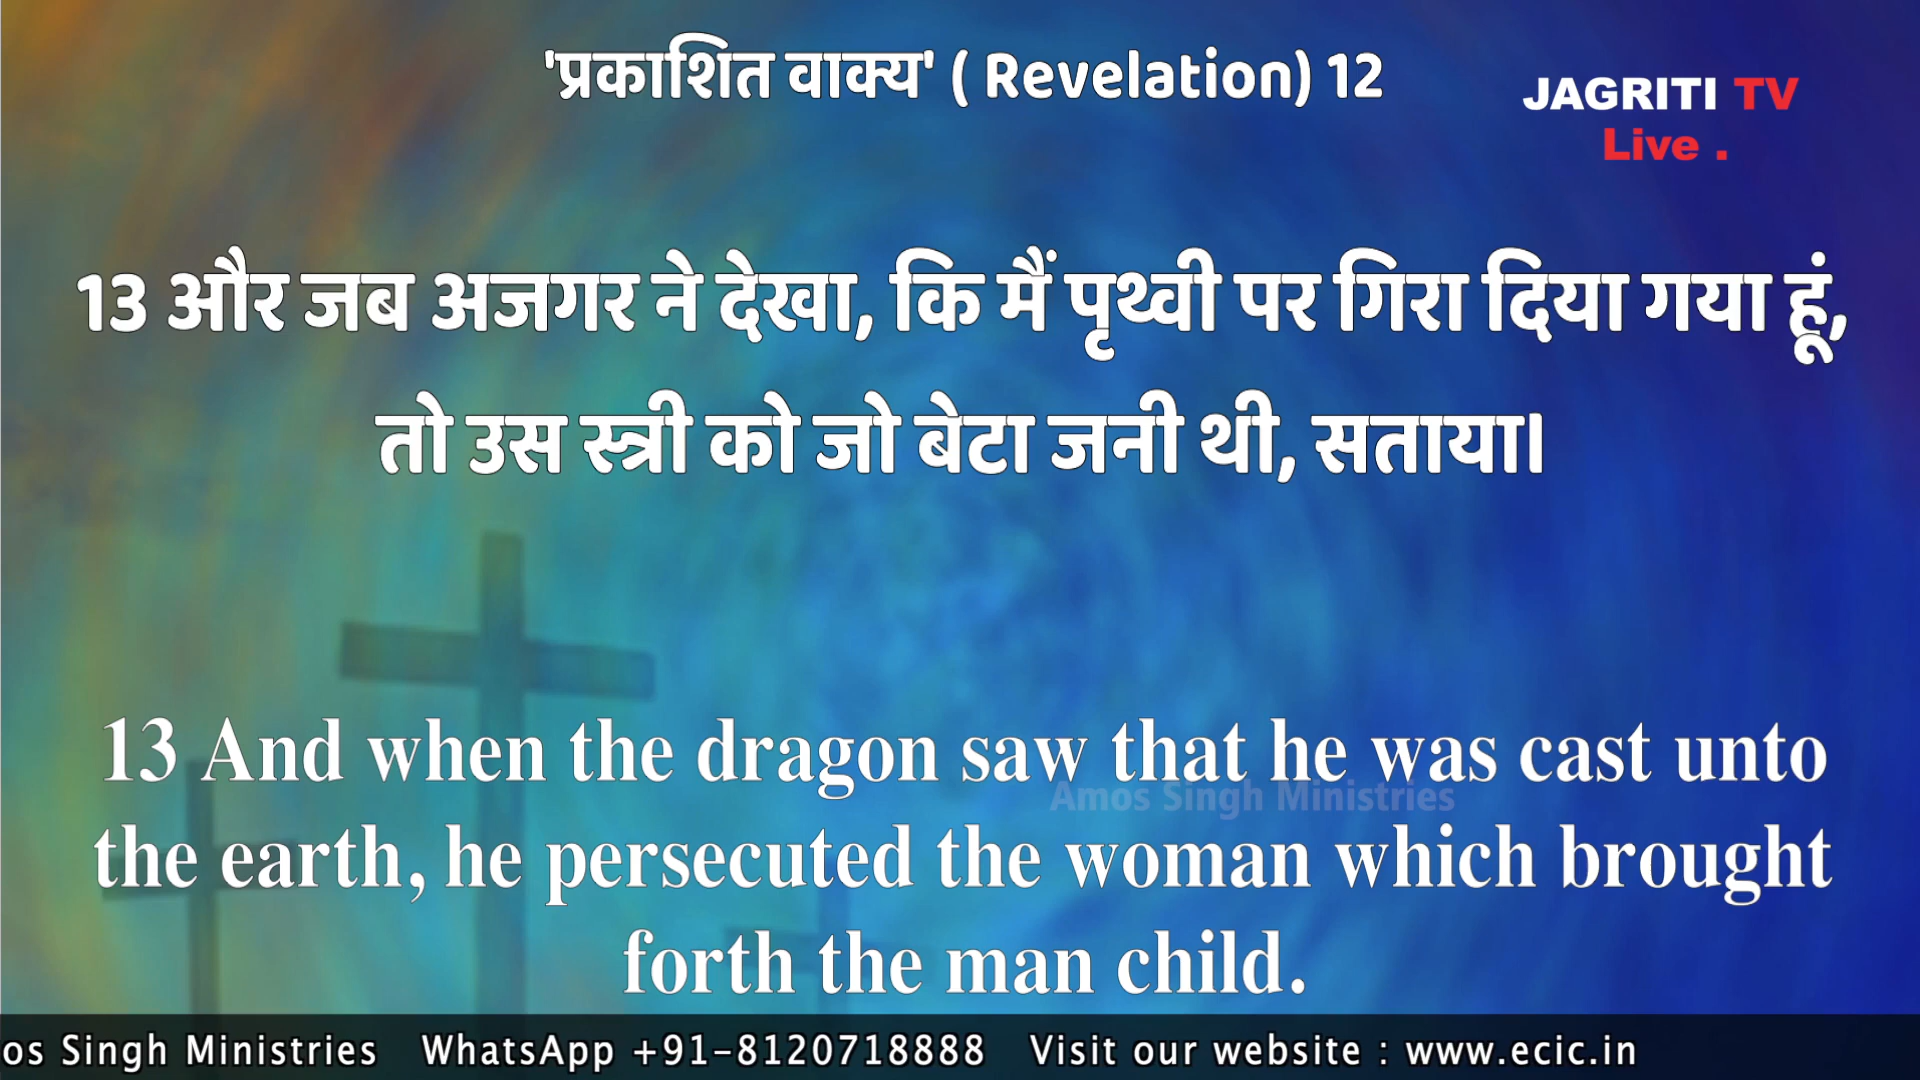 'प्रकाशित वाक्य' ( Revelation) 12
JAGRITI TV
Live .
13 और जब अजगर ने देखा, कि मैं पृथ्वी पर गिरा दिया गया हूं,
तो उस स्त्री को जो बेटा जनी थी, सताया।
13 And when the dragon saw that he was cast unto
Amos Singh Ministries
the earth, he persecuted the woman which brought
forth the man child.
os Singh Ministries WhatsApp +91-8120718888 Visit our website : www.ecic.in